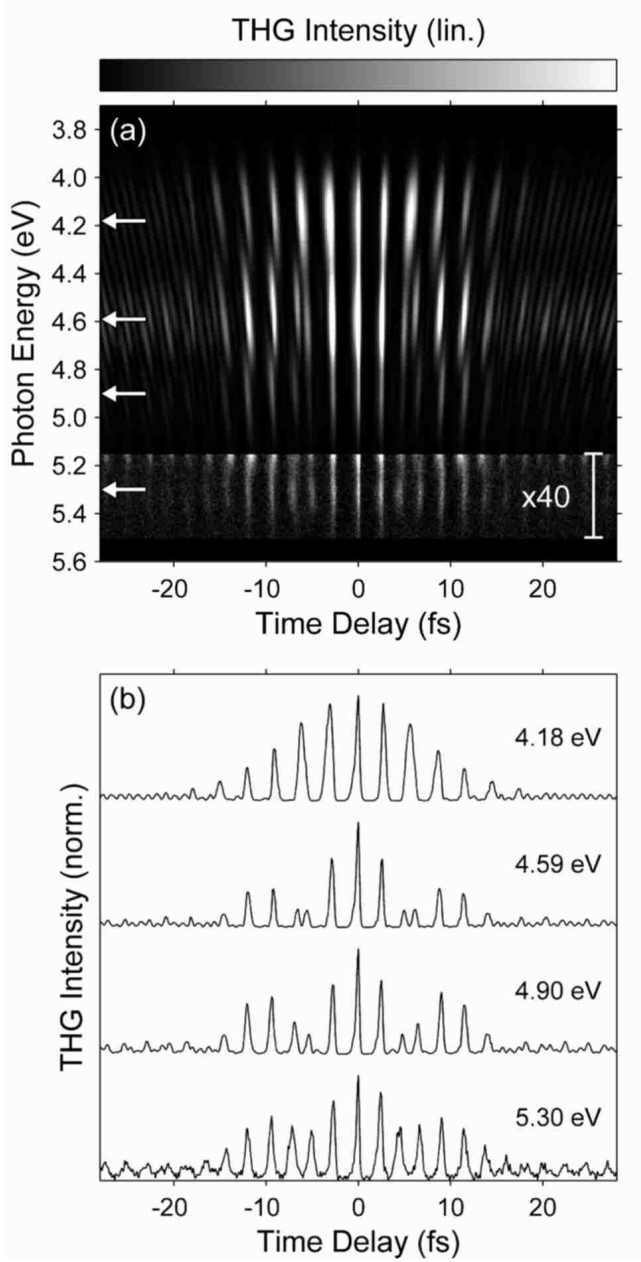 THG Intensity (lin.)
(a)
Photon Energy (eV)
3.8
4.0
4.2
4.4
4.6
4.8
5.0
5.2
5.4
5.6
x40
-20 -10 0 10 20
Time Delay (fs)
(b)
THG Intensity (norm.)
4.18 eV
4.59 eV
4.90 eV
5.30 eV
-20 -10 0 10 20
Time Delay (fs)